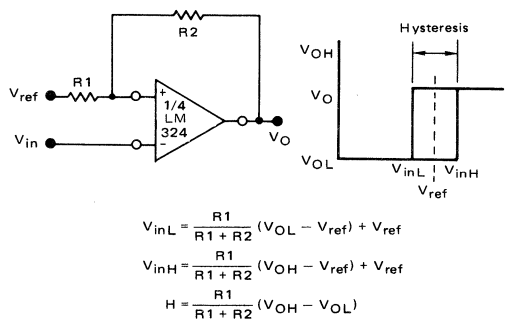 R2
R1
Vref
+
1/4
LM
324
Vin
−
VO
Hysteresis
VOH
VO
VOL
VinL
VinH
Vref
VinL = R1 / (R1 + R2) (VOL − Vref) + Vref
VinH = R1 / (R1 + R2) (VOH − Vref) + Vref
H = R1 / (R1 + R2) (VOH − VOL)